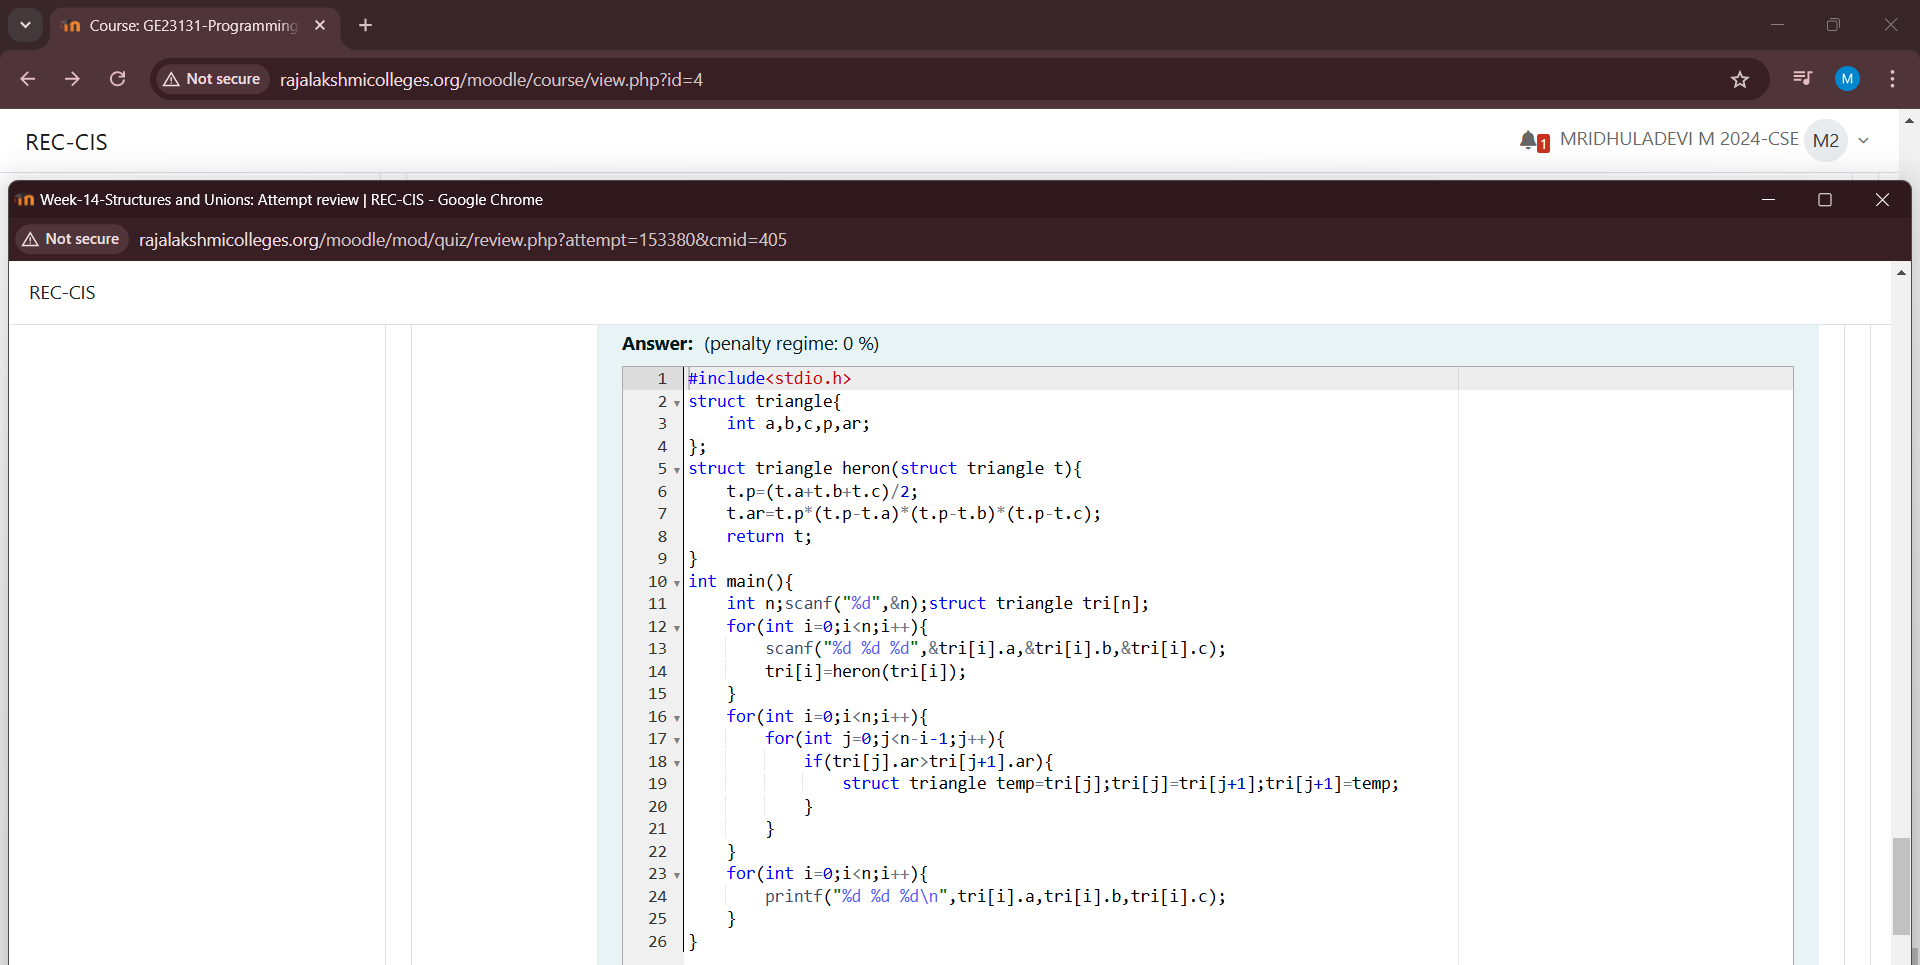 Course: GE23131-Programming
Not secure rajalakshmicolleges.org/moodle/course/view.php?id=4 M
REC-CIS 1 MRIDHULADEVI M 2024-CSE M2
Week-14-Structures and Unions: Attempt review | REC-CIS - Google Chrome
Not secure rajalakshmicolleges.org/moodle/mod/quiz/review.php?attempt=153380&cmid=405
REC-CIS
Answer: (penalty regime: 0 %)
1 #include<stdio.h>
2 struct triangle{
3     int a,b,c,p,ar;
4 };
5 struct triangle heron(struct triangle t){
6     t.p=(t.a+t.b+t.c)/2;
7     t.ar=t.p*(t.p-t.a)*(t.p-t.b)*(t.p-t.c);
8     return t;
9 }
10 int main(){
11     int n;scanf("%d",&n);struct triangle tri[n];
12     for(int i=0;i<n;i++){
13         scanf("%d %d %d",&tri[i].a,&tri[i].b,&tri[i].c);
14         tri[i]=heron(tri[i]);
15     }
16     for(int i=0;i<n;i++){
17         for(int j=0;j<n-i-1;j++){
18             if(tri[j].ar>tri[j+1].ar){
19                 struct triangle temp=tri[j];tri[j]=tri[j+1];tri[j+1]=temp;
20             }
21         }
22     }
23     for(int i=0;i<n;i++){
24         printf("%d %d %d\n",tri[i].a,tri[i].b,tri[i].c);
25     }
26 }